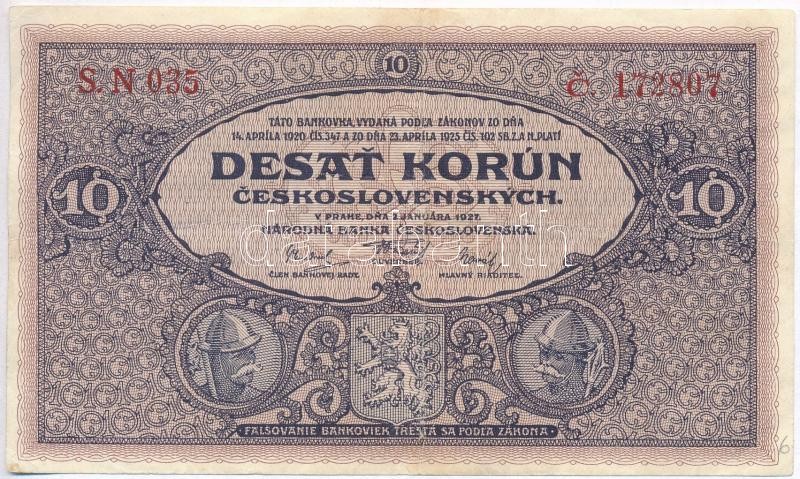 10
S. N 035
Č. 172807
TÁTO BANKOVKA, VYDANÁ PODĽA ZÁKONOV ZO DŇA
14. APRÍLA 1920 ČÍS. 347 A ZO DŇA 23. APRÍLA 1925 ČÍS. 102 SB. Z. A N. PLATÍ
DESAŤ KORÚN
ČESKOSLOVENSKÝCH.
10
10
V PRAHE, DŇA 2. JANUÁRA 1927.
NÁRODNÁ BANKA ČESKOSLOVENSKÁ.
ČLEN BAŇKOVEJ RADY. GUVERNÉR. HLAVNÝ RIADITEĽ.
FALŠOVANIE BANKOVIEK TRESTÁ SA PODĽA ZÁKONA